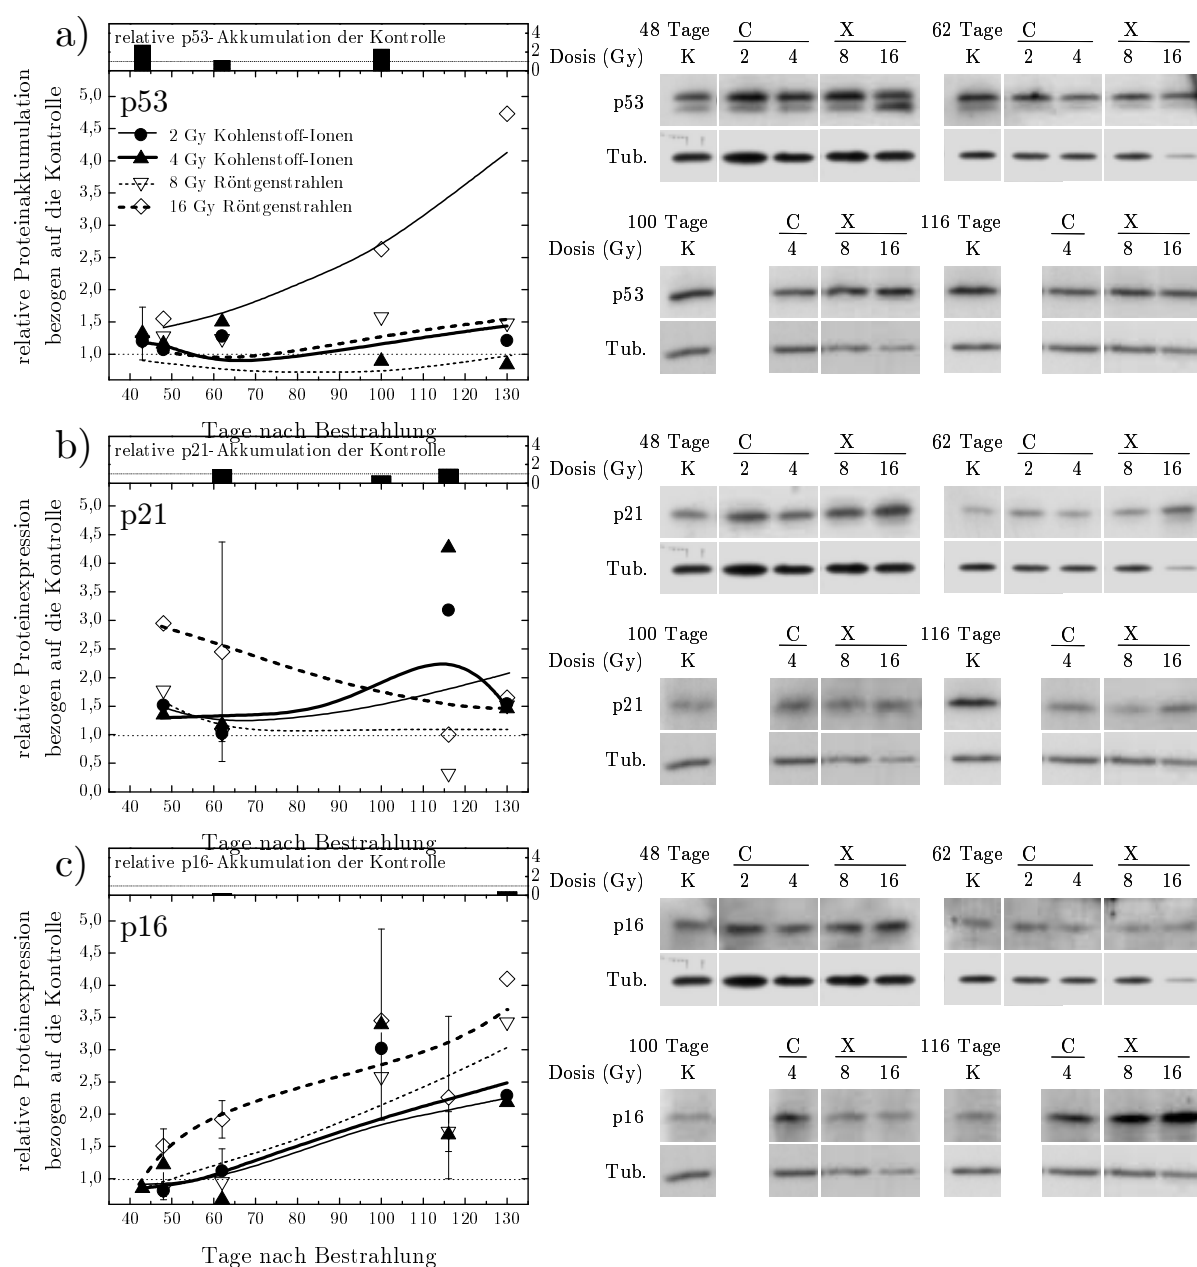 a)
relative p53-Akkumulation der Kontrolle
4
2
0
relative Proteinakkumulation
bezogen auf die Kontrolle
p53
5,0
4,5
4,0
3,5
3,0
2,5
2,0
1,5
1,0
2 Gy Kohlenstoff-Ionen
4 Gy Kohlenstoff-Ionen
8 Gy Röntgenstrahlen
16 Gy Röntgenstrahlen
40 50 60 70 80 90 100 110 120 130
Tage nach Bestrahlung
48 Tage C X 62 Tage C X
Dosis (Gy) K 2 4 8 16 K 2 4 8 16
p53
Tub.
100 Tage C X 116 Tage C X
Dosis (Gy) K 4 8 16 K 4 8 16
p53
Tub.
b)
relative p21-Akkumulation der Kontrolle
4
2
0
relative Proteinexpression
bezogen auf die Kontrolle
p21
5,0
4,5
4,0
3,5
3,0
2,5
2,0
1,5
1,0
0,5
0,0
40 50 60 70 80 90 100 110 120 130
Tage nach Bestrahlung
48 Tage C X 62 Tage C X
Dosis (Gy) K 2 4 8 16 K 2 4 8 16
p21
Tub.
100 Tage C X 116 Tage C X
Dosis (Gy) K 4 8 16 K 4 8 16
p21
Tub.
c)
relative p16-Akkumulation der Kontrolle
4
2
0
relative Proteinexpression
bezogen auf die Kontrolle
p16
5,0
4,5
4,0
3,5
3,0
2,5
2,0
1,5
1,0
40 50 60 70 80 90 100 110 120 130
Tage nach Bestrahlung
48 Tage C X 62 Tage C X
Dosis (Gy) K 2 4 8 16 K 2 4 8 16
p16
Tub.
100 Tage C X 116 Tage C X
Dosis (Gy) K 4 8 16 K 4 8 16
p16
Tub.